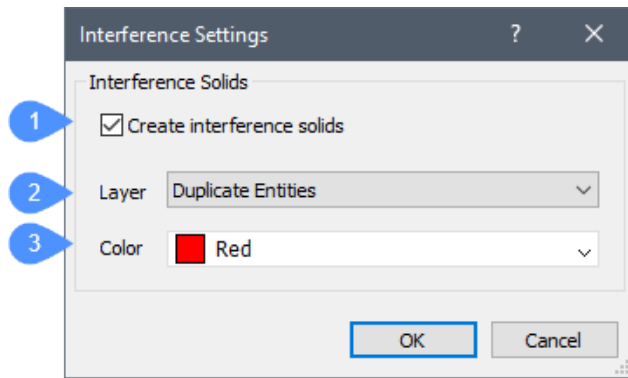 Interference Settings ? ×
Interference Solids
1 Create interference solids
2 Layer Duplicate Entities
3 Color Red
OK Cancel